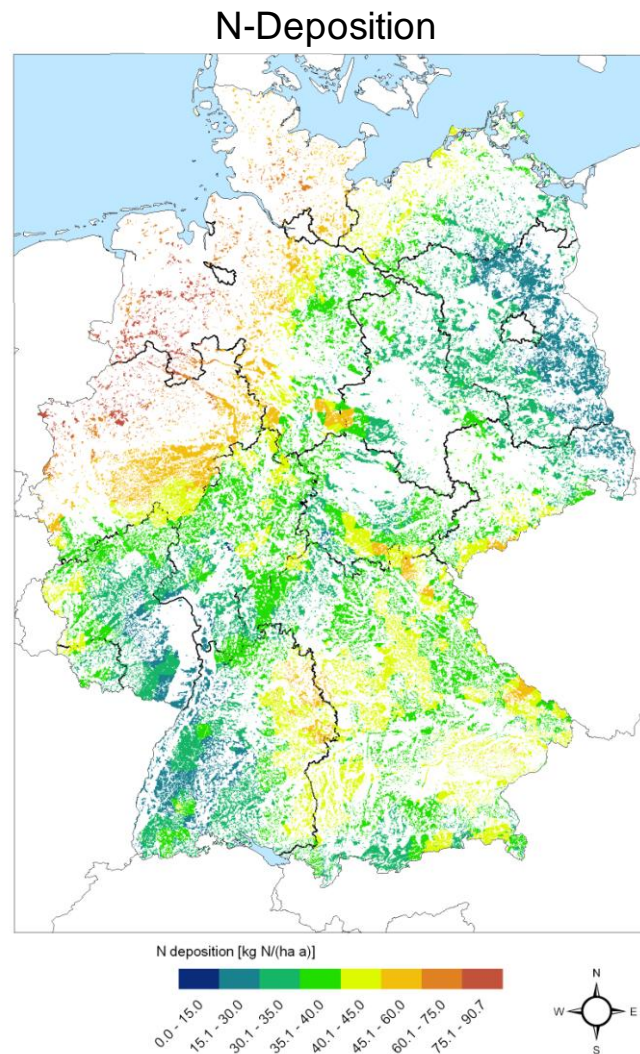 N-Deposition
N deposition [kg N/(ha a)]
0.0 - 15.0
15.1 - 30.0
30.1 - 35.0
35.1 - 40.0
40.1 - 45.0
45.1 - 60.0
60.1 - 75.0
75.1 - 90.7
N
W
E
S